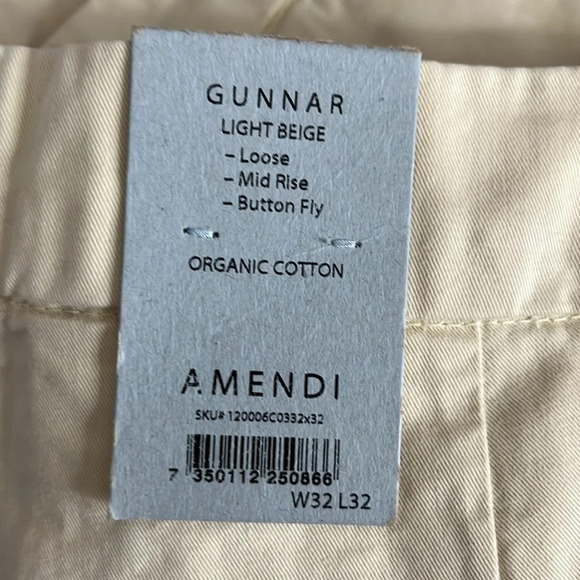 GUNNAR
LIGHT BEIGE
– Loose
– Mid Rise
– Button Fly
ORGANIC COTTON
AMENDI
SKU# 120006C0332x32
7 350112 250866
W32 L32